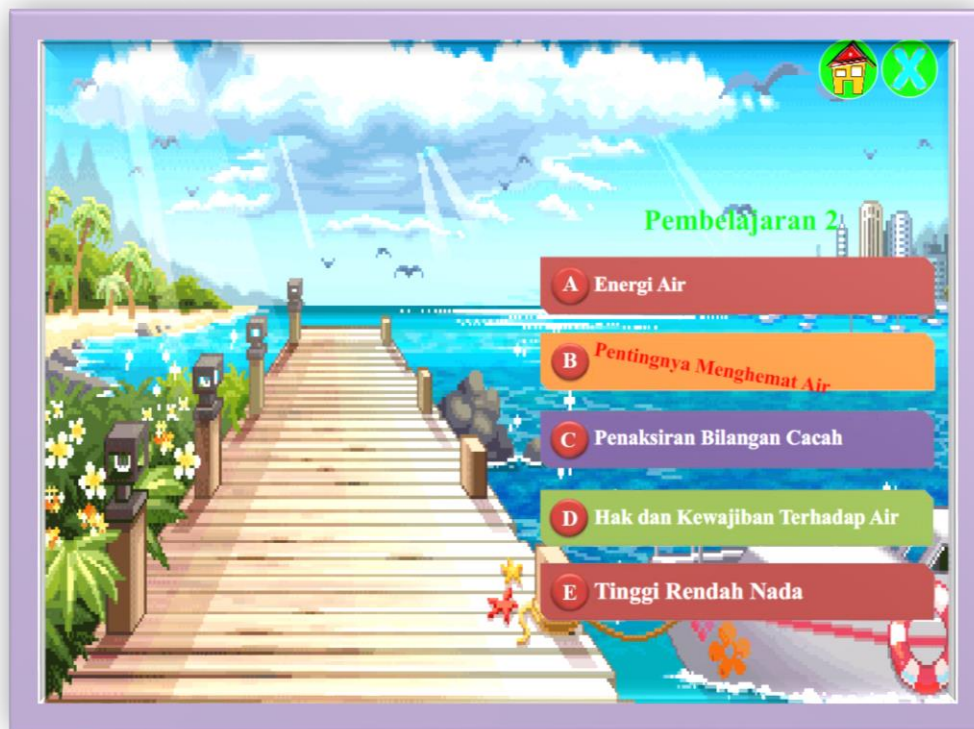 Pembelajaran 2
A Energi Air
B Pentingnya Menghemat Air
C Penaksiran Bilangan Cacah
D Hak dan Kewajiban Terhadap Air
E Tinggi Rendah Nada